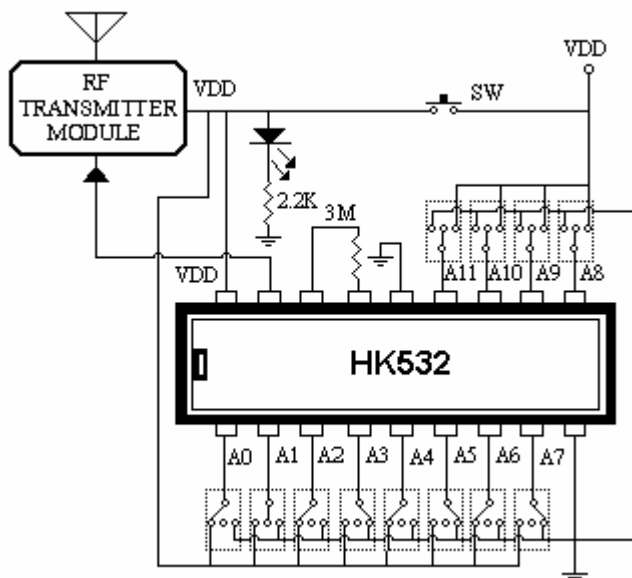 RF
TRANSMITTER
MODULE
VDD
SW
VDD
2.2K
3M
VDD
A11 A10 A9 A8
HK532
A0 A1 A2 A3 A4 A5 A6 A7